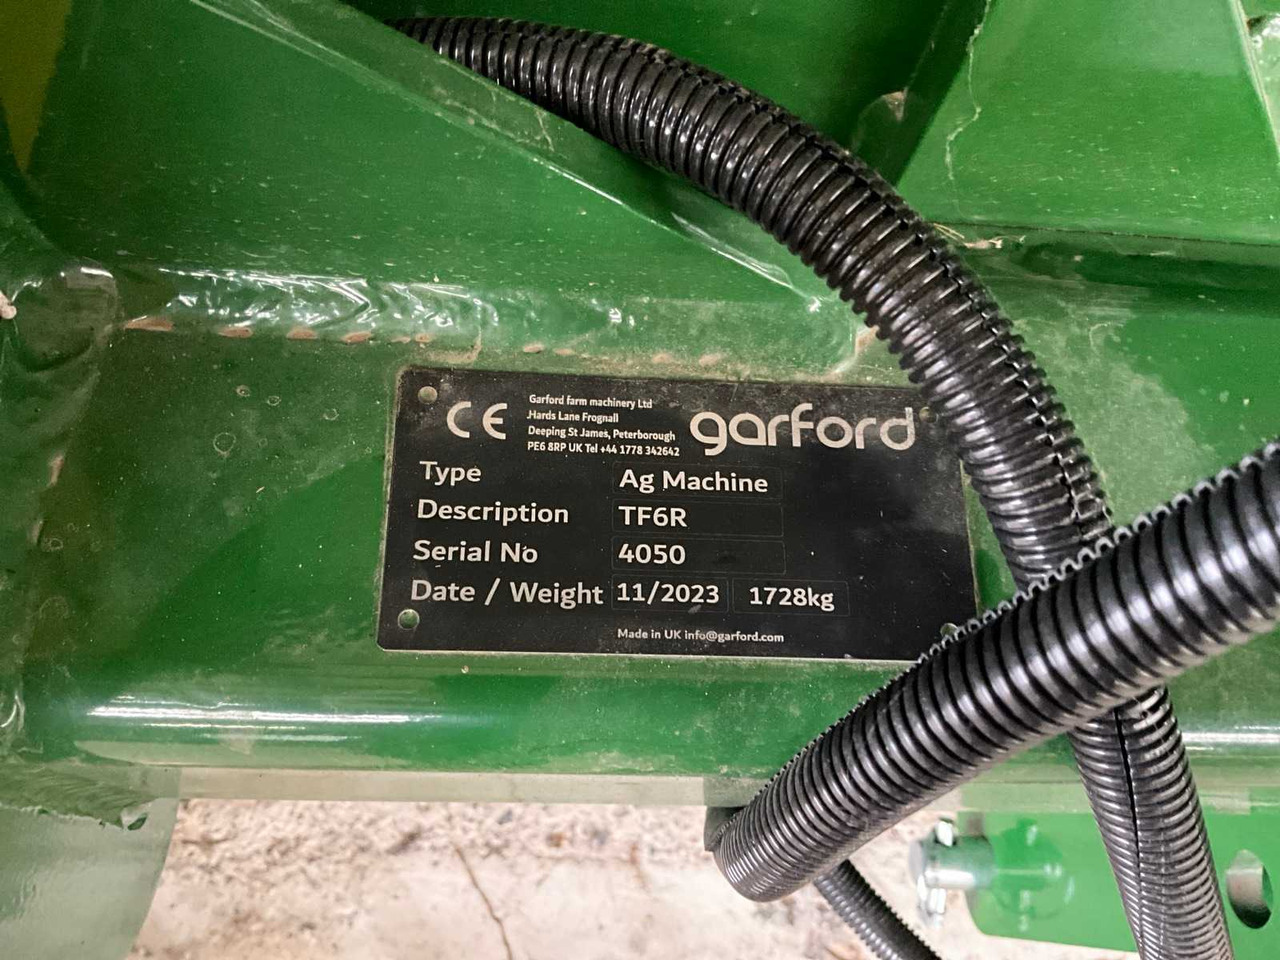 CE
Garford farm machinery Ltd
Hards Lane Frognall
Deeping St James, Peterborough
PE6 8RP UK Tel +44 1778 342642
garford
Type Ag Machine
Description TF6R
Serial No 4050
Date / Weight 11/2023 1728kg
Made in UK info@garford.com